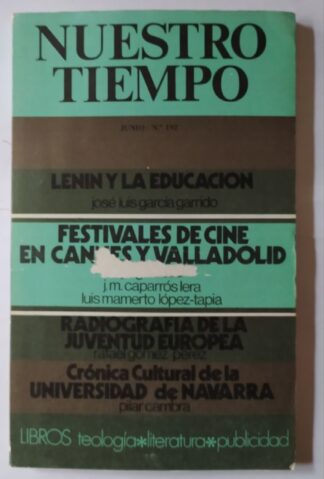 NUESTRO
TIEMPO
JUNIO - N.º 192
LENIN Y LA EDUCACION
josé luis garcía garrido
FESTIVALES DE CINE
EN CANNES Y VALLADOLID
j.m. caparrós lera
luis mamerto lópez-tapia
RADIOGRAFIA DE LA
JUVENTUD EUROPEA
rafael gómez pérez
Crónica Cultural de la
UNIVERSIDAD de NAVARRA
pilar cambra
LIBROS teología*literatura*publicidad